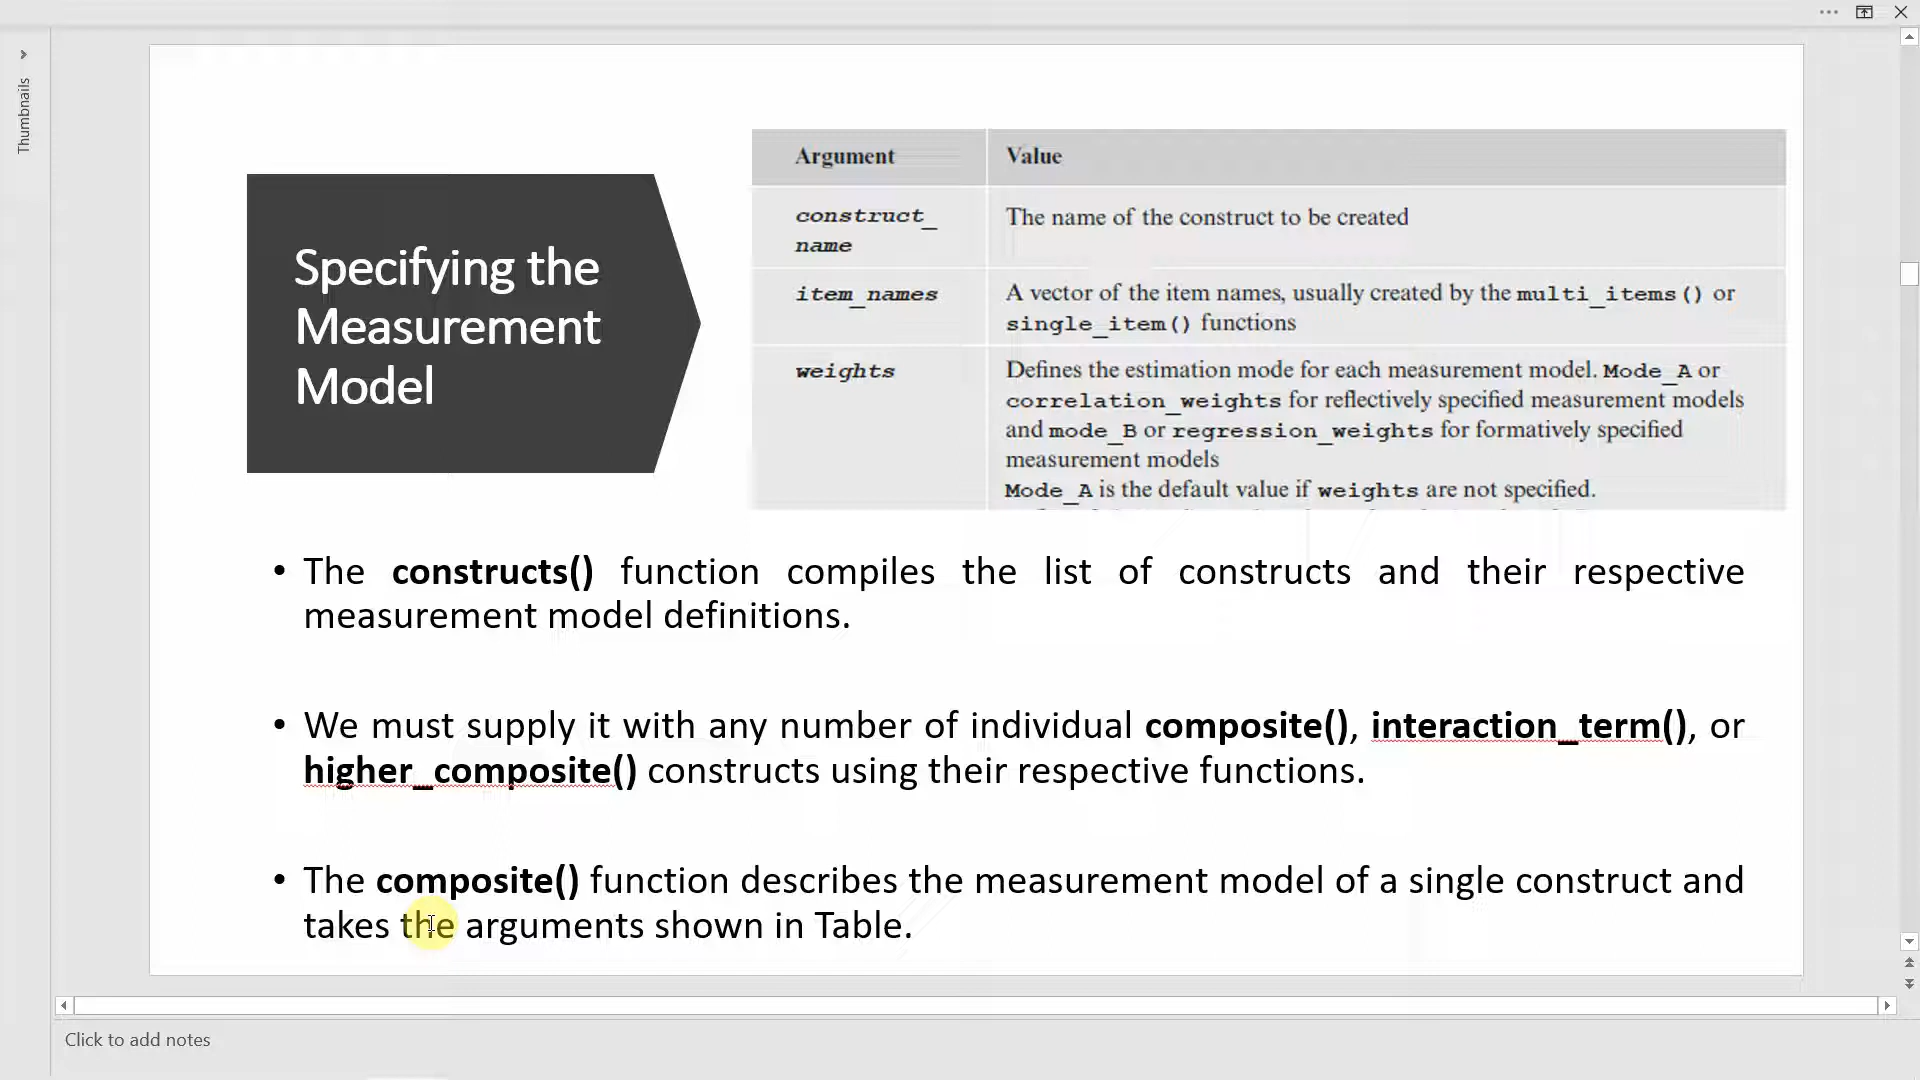 Thumbnails
Specifying the
Measurement
Model
Argument Value
construct_
name
The name of the construct to be created
item_names
A vector of the item names, usually created by the multi_items() or
single_item() functions
weights
Defines the estimation mode for each measurement model. Mode_A or
correlation_weights for reflectively specified measurement models
and mode_B or regression_weights for formatively specified
measurement models
Mode_A is the default value if weights are not specified.
• The constructs() function compiles the list of constructs and their respective
measurement model definitions.
• We must supply it with any number of individual composite(), interaction_term(), or
higher_composite() constructs using their respective functions.
• The composite() function describes the measurement model of a single construct and
takes the arguments shown in Table.
Click to add notes